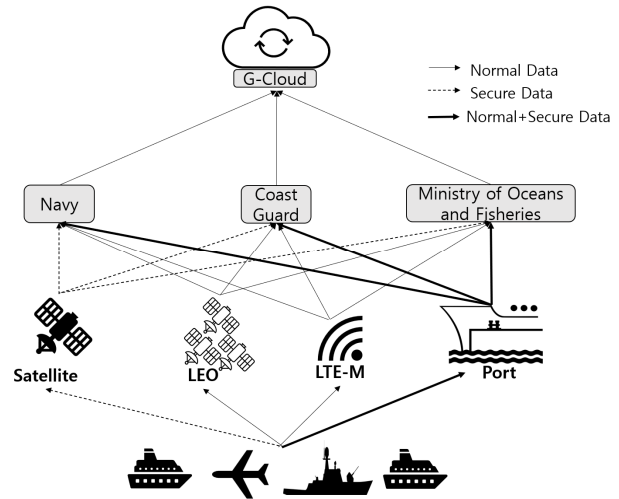 G-Cloud
Normal Data
Secure Data
Normal+Secure Data
Navy
Coast
Guard
Ministry of Oceans
and Fisheries
Satellite
LEO
LTE-M
Port